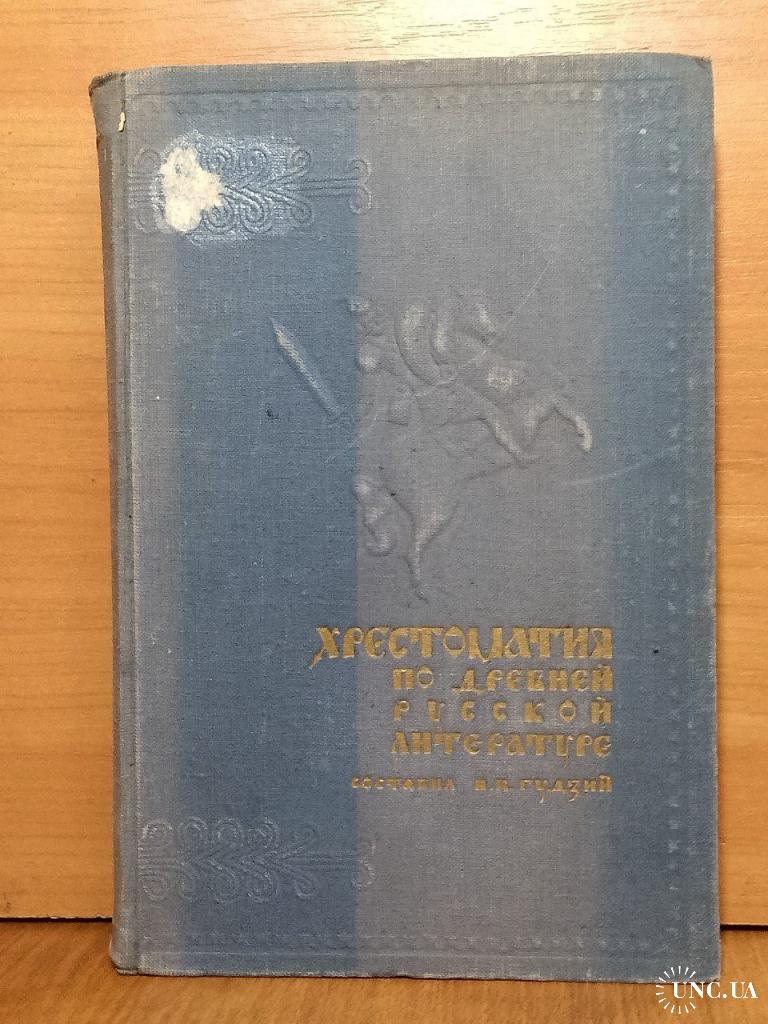 ХРЕСТОМАТИЯ
ПО ДРЕВНЕЙ
РУССКОЙ
ЛИТЕРАТУРЕ
СОСТАВИЛ Н.К. ГУДЗИЙ
UNC.UA